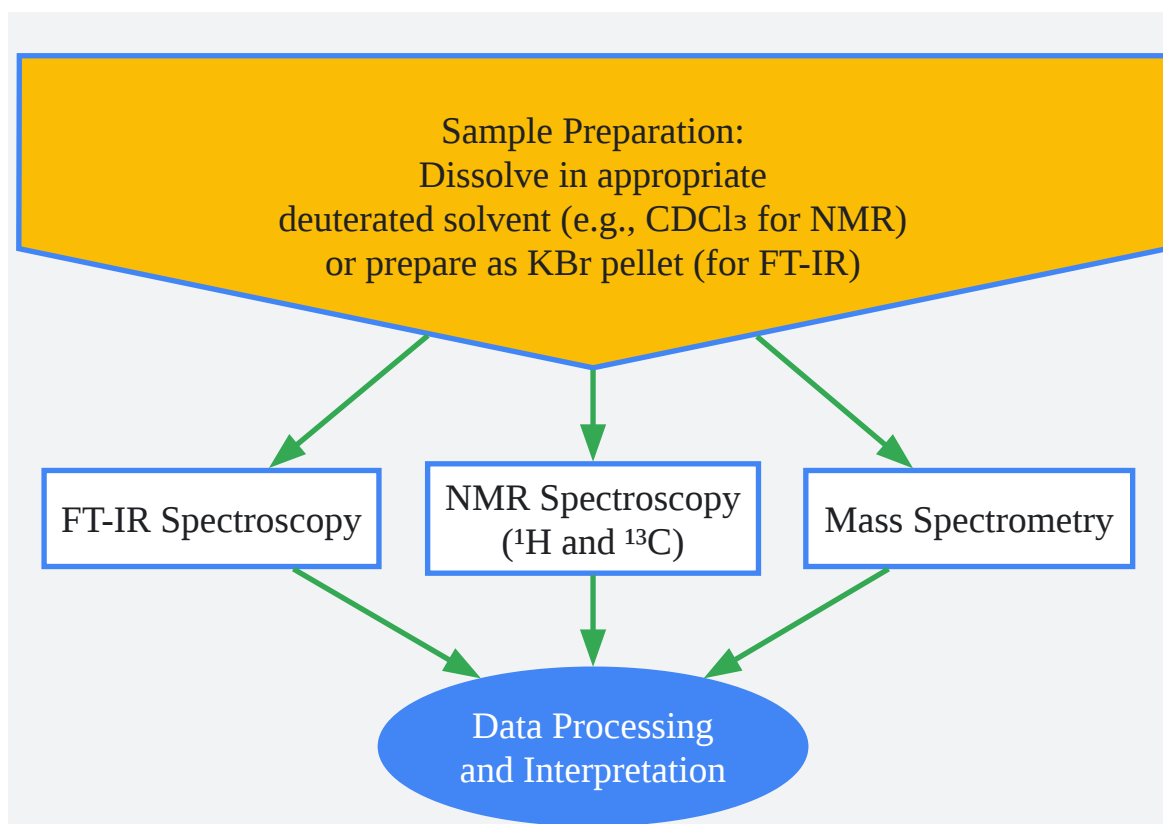 Sample Preparation:
Dissolve in appropriate
deuterated solvent (e.g., CDCl₃ for NMR)
or prepare as KBr pellet (for FT-IR)
FT-IR Spectroscopy
NMR Spectroscopy
(¹H and ¹³C)
Mass Spectrometry
Data Processing
and Interpretation